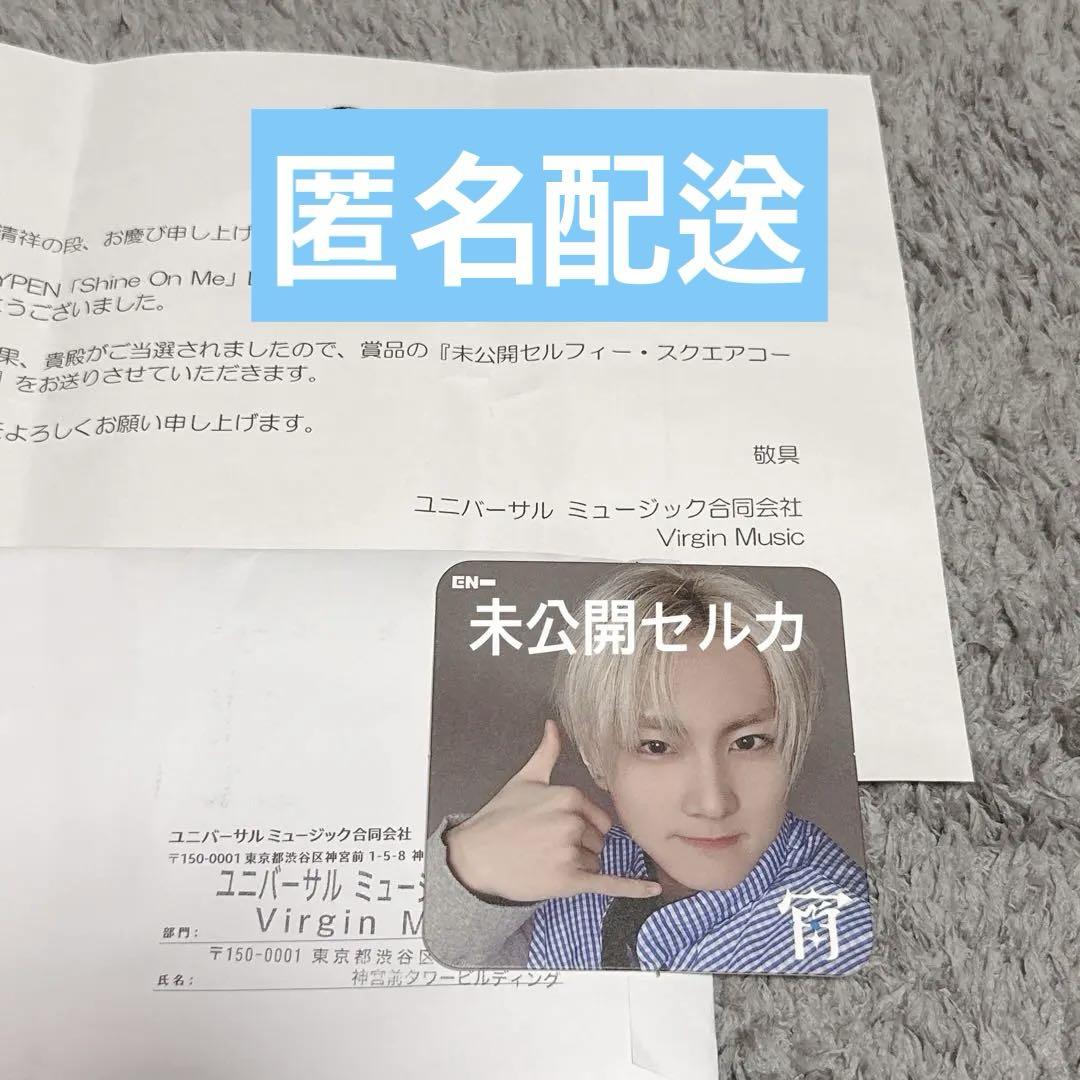 匿名配送
清祥の段、お慶び申し上げ
YPEN「Shine On Me」
うございました。
果、貴殿がご当選されましたので、賞品の『未公開セルフィー・スクエアコー
をお送りさせていただきます。
よろしくお願い申し上げます。
敬具
ユニバーサル ミュージック合同会社
Virgin Music
EN-
未公開セルカ
宵
ユニバーサル ミュージック合同会社
〒150-0001 東京都渋谷区神宮前 1-5-8 神
ユニバーサル ミュー
部門: Virgin M
〒150-0001 東京都渋谷区
氏名: 神宮前タワービルディング